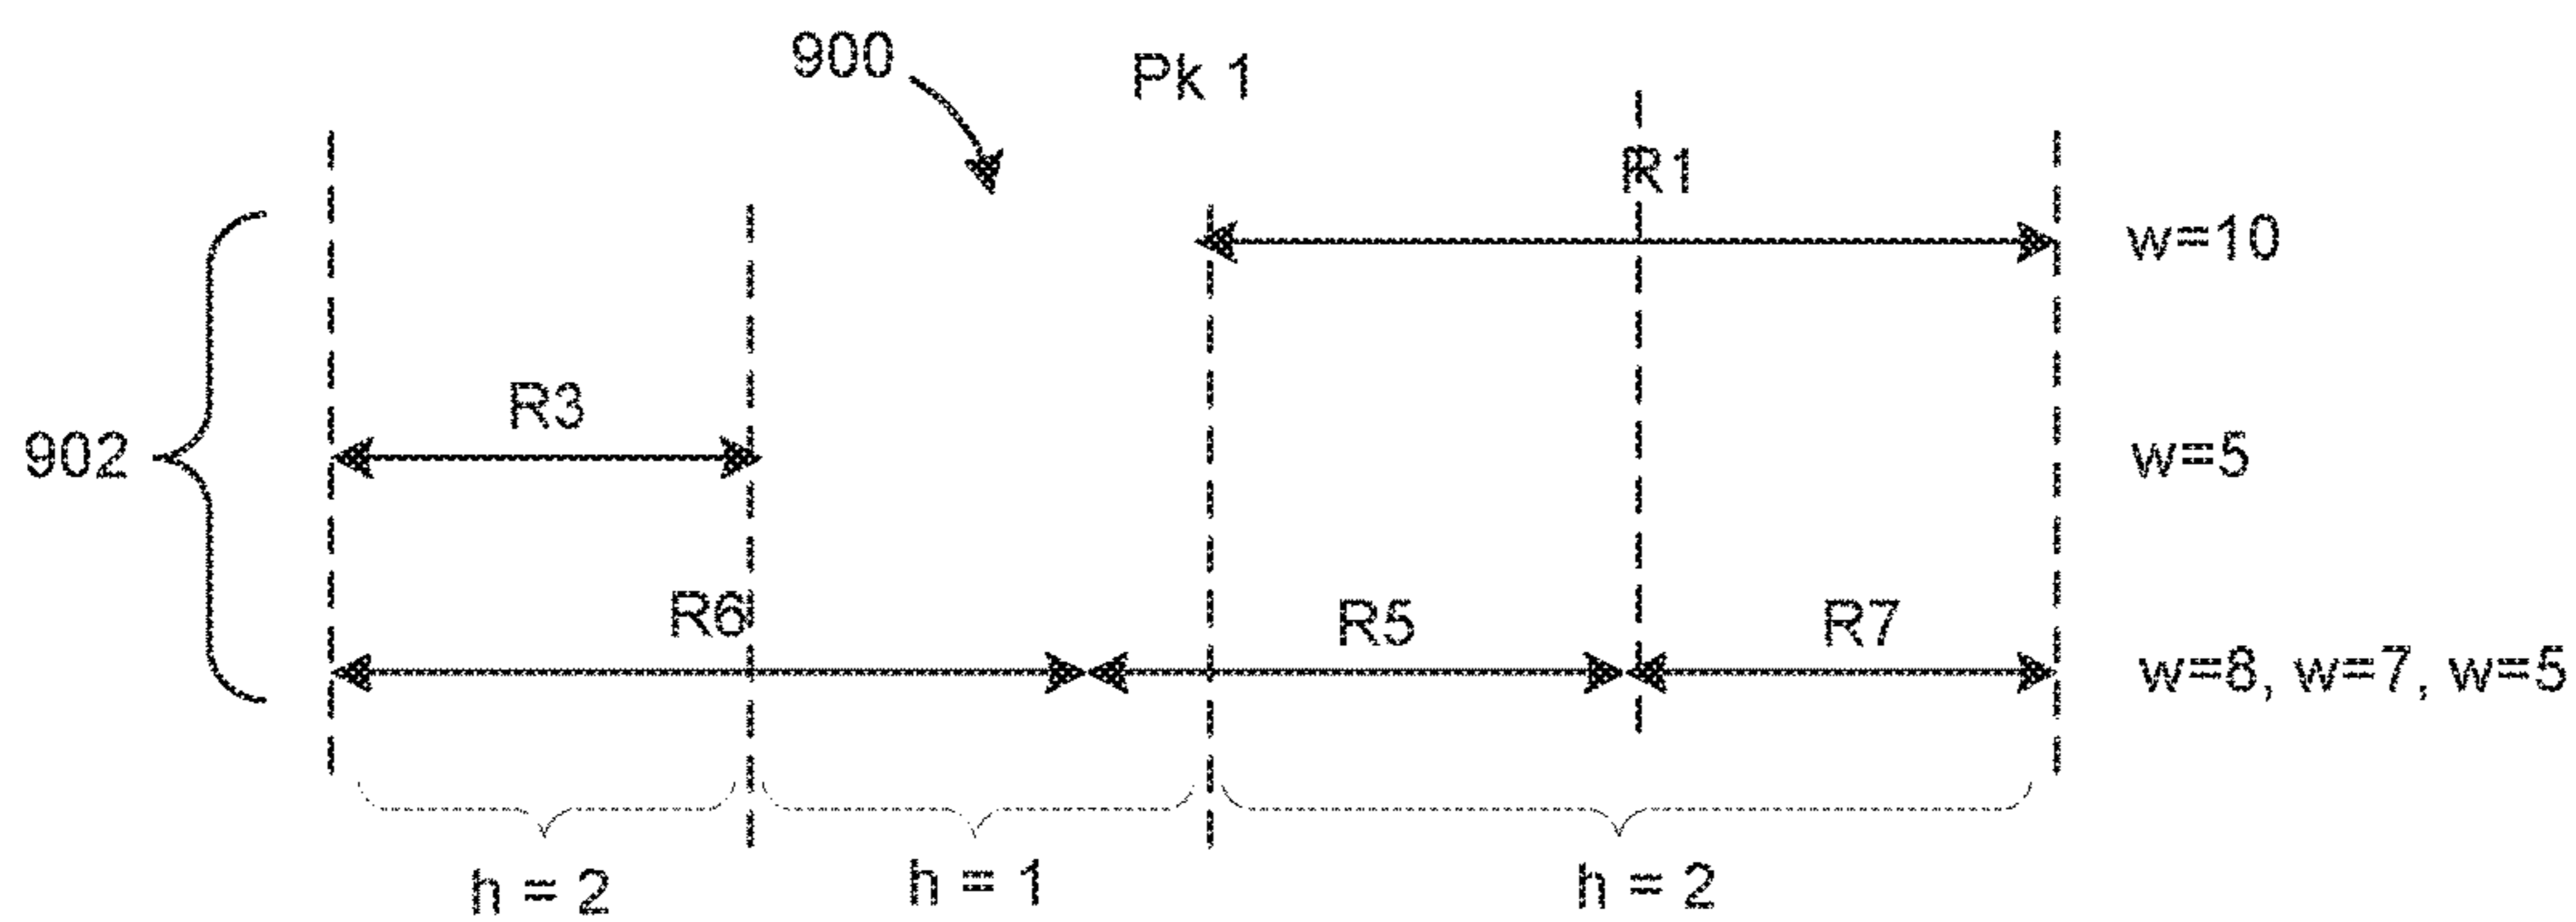 900
Pk 1
R1
w=10
R3
902
w=5
R6
R5
R7
w=8, w=7, w=5
h = 2
h = 1
h = 2